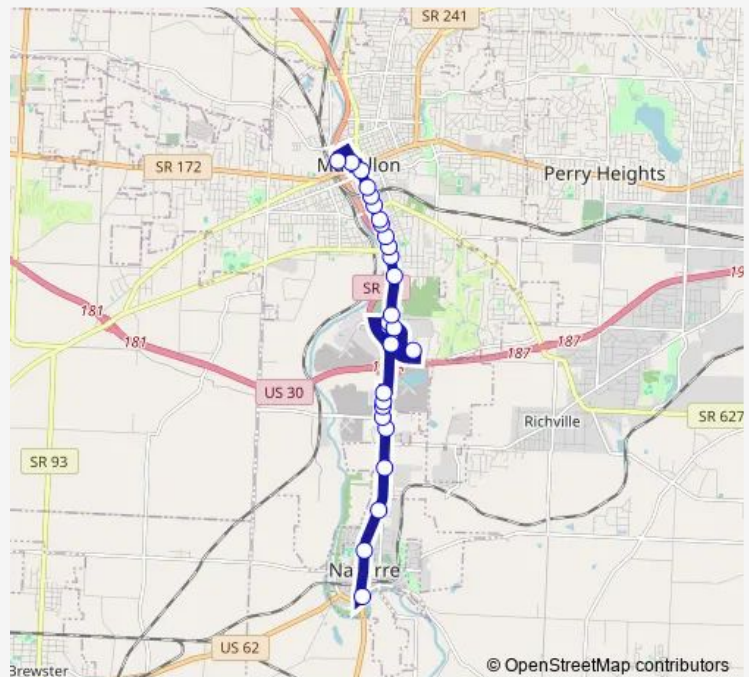 SR 241
SR 172
Perry Heights
SR
181
181
187
187
19
US 30
Richville
SR 627
SR 93
US 62
Brewster
© OpenStreetMap contributors